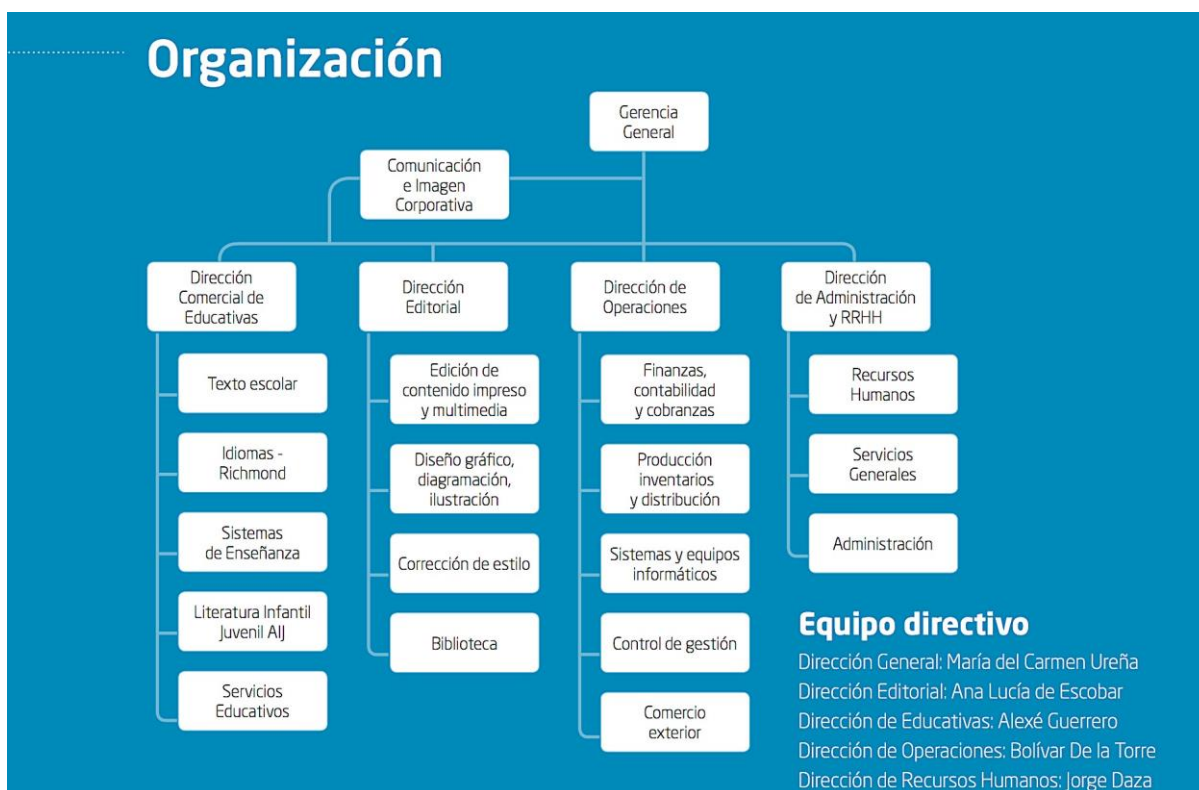 Organización
Gerencia
General
Comunicación
e Imagen
Corporativa
Dirección
Comercial de
Educativas
Texto escolar
Idiomas -
Richmond
Sistemas
de Enseñanza
Literatura Infantil
Juvenil AIJ
Servicios
Educativos
Dirección
Editorial
Edición de
contenido impreso
y multimedia
Diseño gráfico,
diagramación,
ilustración
Corrección de estilo
Biblioteca
Dirección de
Operaciones
Finanzas,
contabilidad
y cobranzas
Producción
inventarios
y distribución
Sistemas y equipos
informáticos
Control de gestión
Comercio
exterior
Dirección
de Administración
y RRHH
Recursos
Humanos
Servicios
Generales
Administración
Equipo directivo
Dirección General: María del Carmen Ureña
Dirección Editorial: Ana Lucía de Escobar
Dirección de Educativas: Alexé Guerrero
Dirección de Operaciones: Bolívar De la Torre
Dirección de Recursos Humanos: Jorge Daza